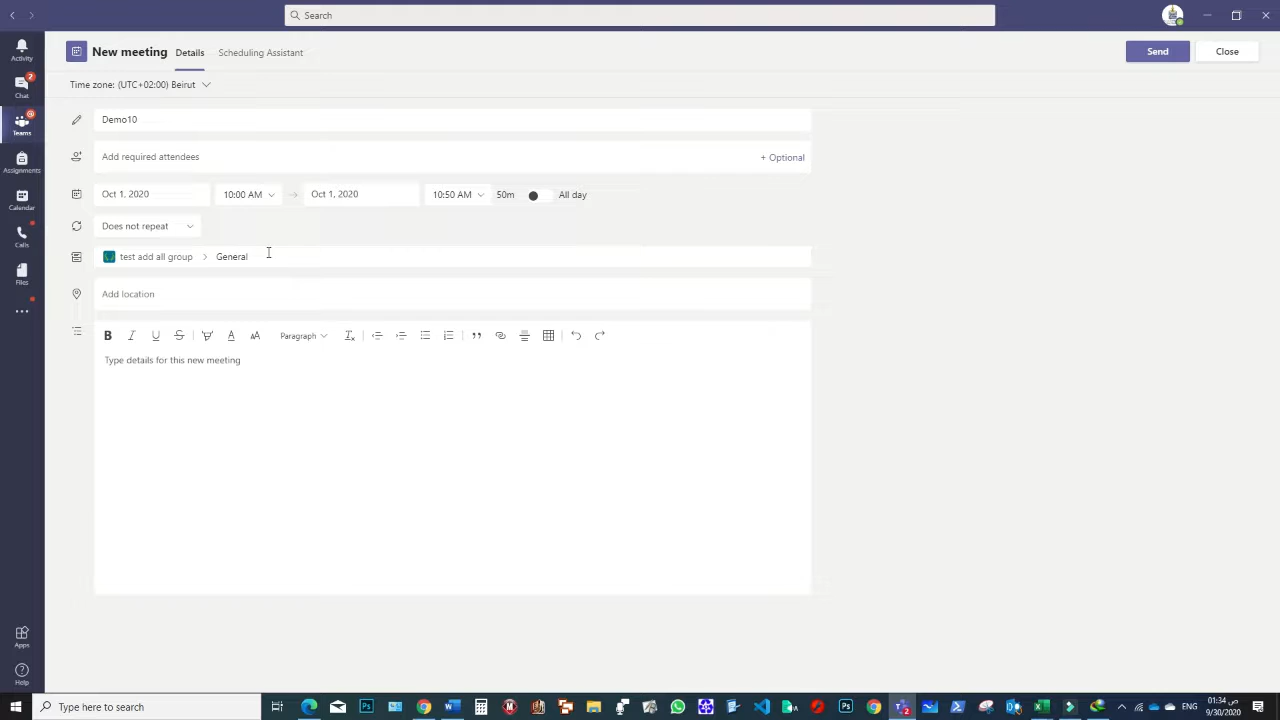 Search
Activity
2
Chat
Teams
Assignments
Calendar
Calls
Files
Apps
Help
New meeting Details Scheduling Assistant Send Close
Time zone: (UTC+02:00) Beirut
Demo10
Add required attendees + Optional
Oct 1, 2020 10:00 AM → Oct 1, 2020 10:50 AM 50m All day
Does not repeat
test add all group > General
Add location
B I U S A AA Paragraph
Type details for this new meeting
Type here to search
ENG
01:34 ص
9/30/2020